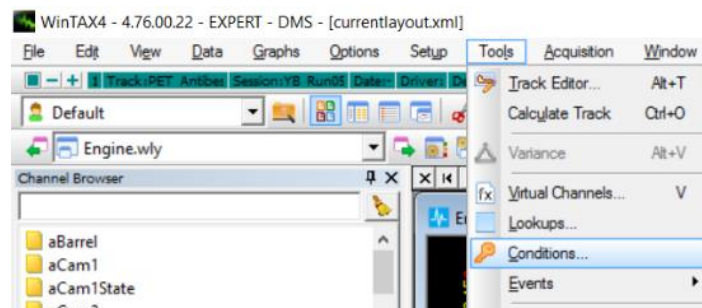 WinTAX4 - 4.76.00.22 - EXPERT - DMS - [currentlayout.xml]
File Edit View Data Graphs Options Setup Tools Acquisition Window
1 Track:PET Antibes Session:YB Run05 Date:- Driver: De
Track Editor... Alt+T
Default
Calculate Track Ctrl+O
Engine.wly
Variance Alt+V
Channel Browser
Virtual Channels... V
Lookups...
aBarrel
Conditions...
aCam1
aCam1State
Events